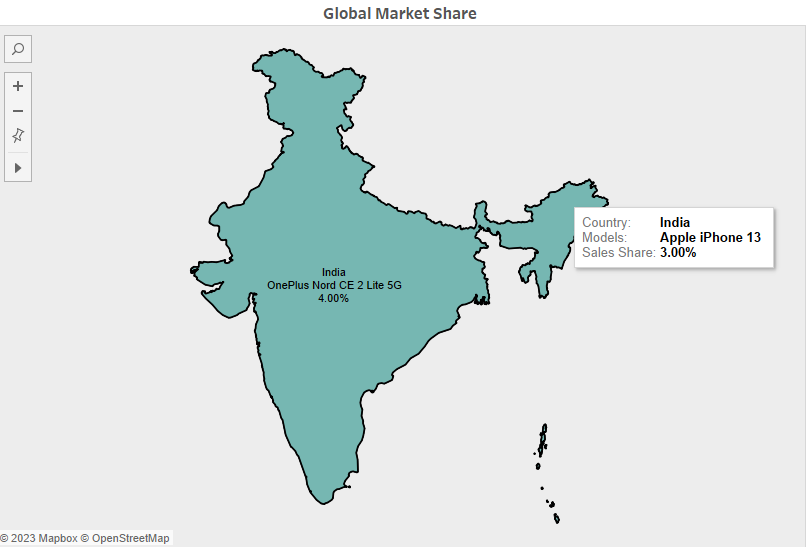 Global Market Share
Country: India
Models: Apple iPhone 13
Sales Share: 3.00%
India
OnePlus Nord CE 2 Lite 5G
4.00%
© 2023 Mapbox © OpenStreetMap